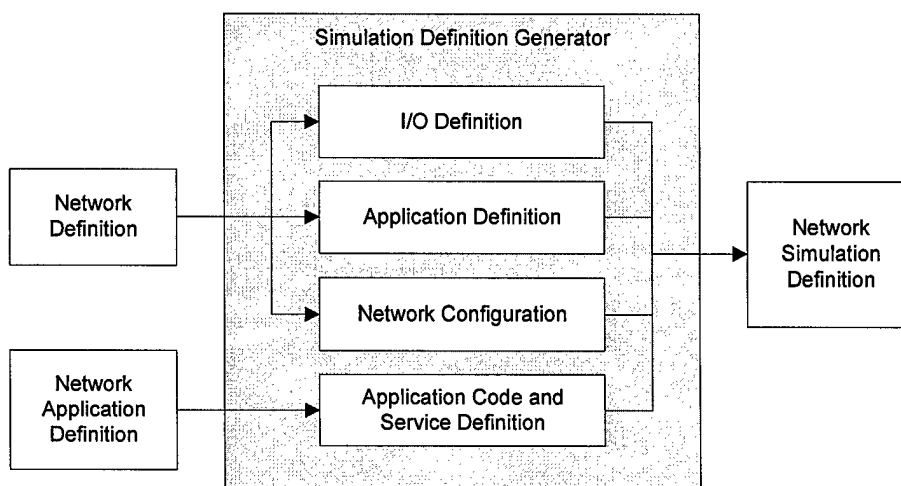 Simulation Definition Generator
I/O Definition
Network
Definition
Application Definition
Network
Simulation
Definition
Network Configuration
Network
Application
Definition
Application Code and
Service Definition